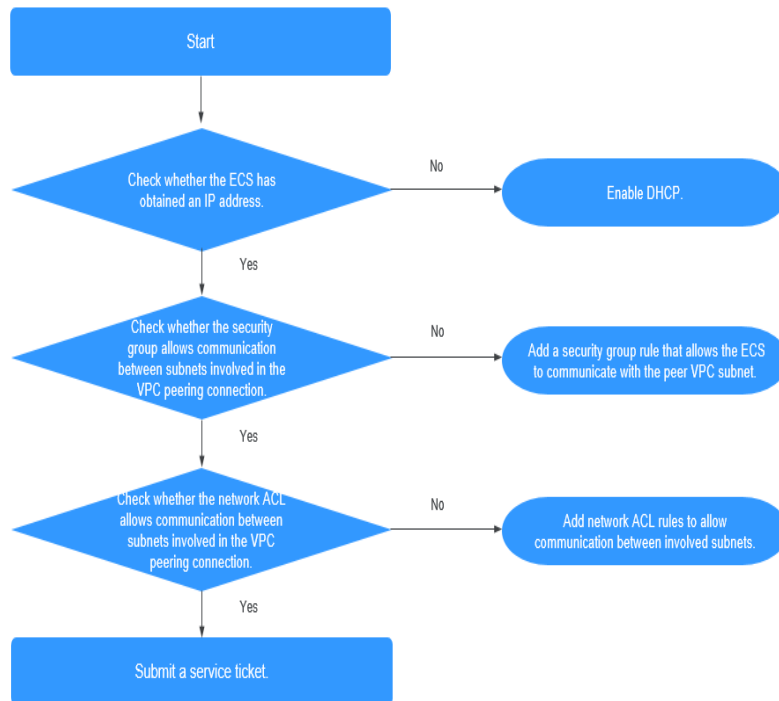 Start
Check whether the ECS has
obtained an IP address.
No
Enable DHCP.
Yes
Check whether the security
group allows communication
between subnets involved in the
VPC peering connection.
No
Add a security group rule that allows the ECS
to communicate with the peer VPC subnet.
Yes
Check whether the network ACL
allows communication between
subnets involved in the VPC
peering connection.
No
Add network ACL rules to allow
communication between involved subnets.
Yes
Submit a service ticket.